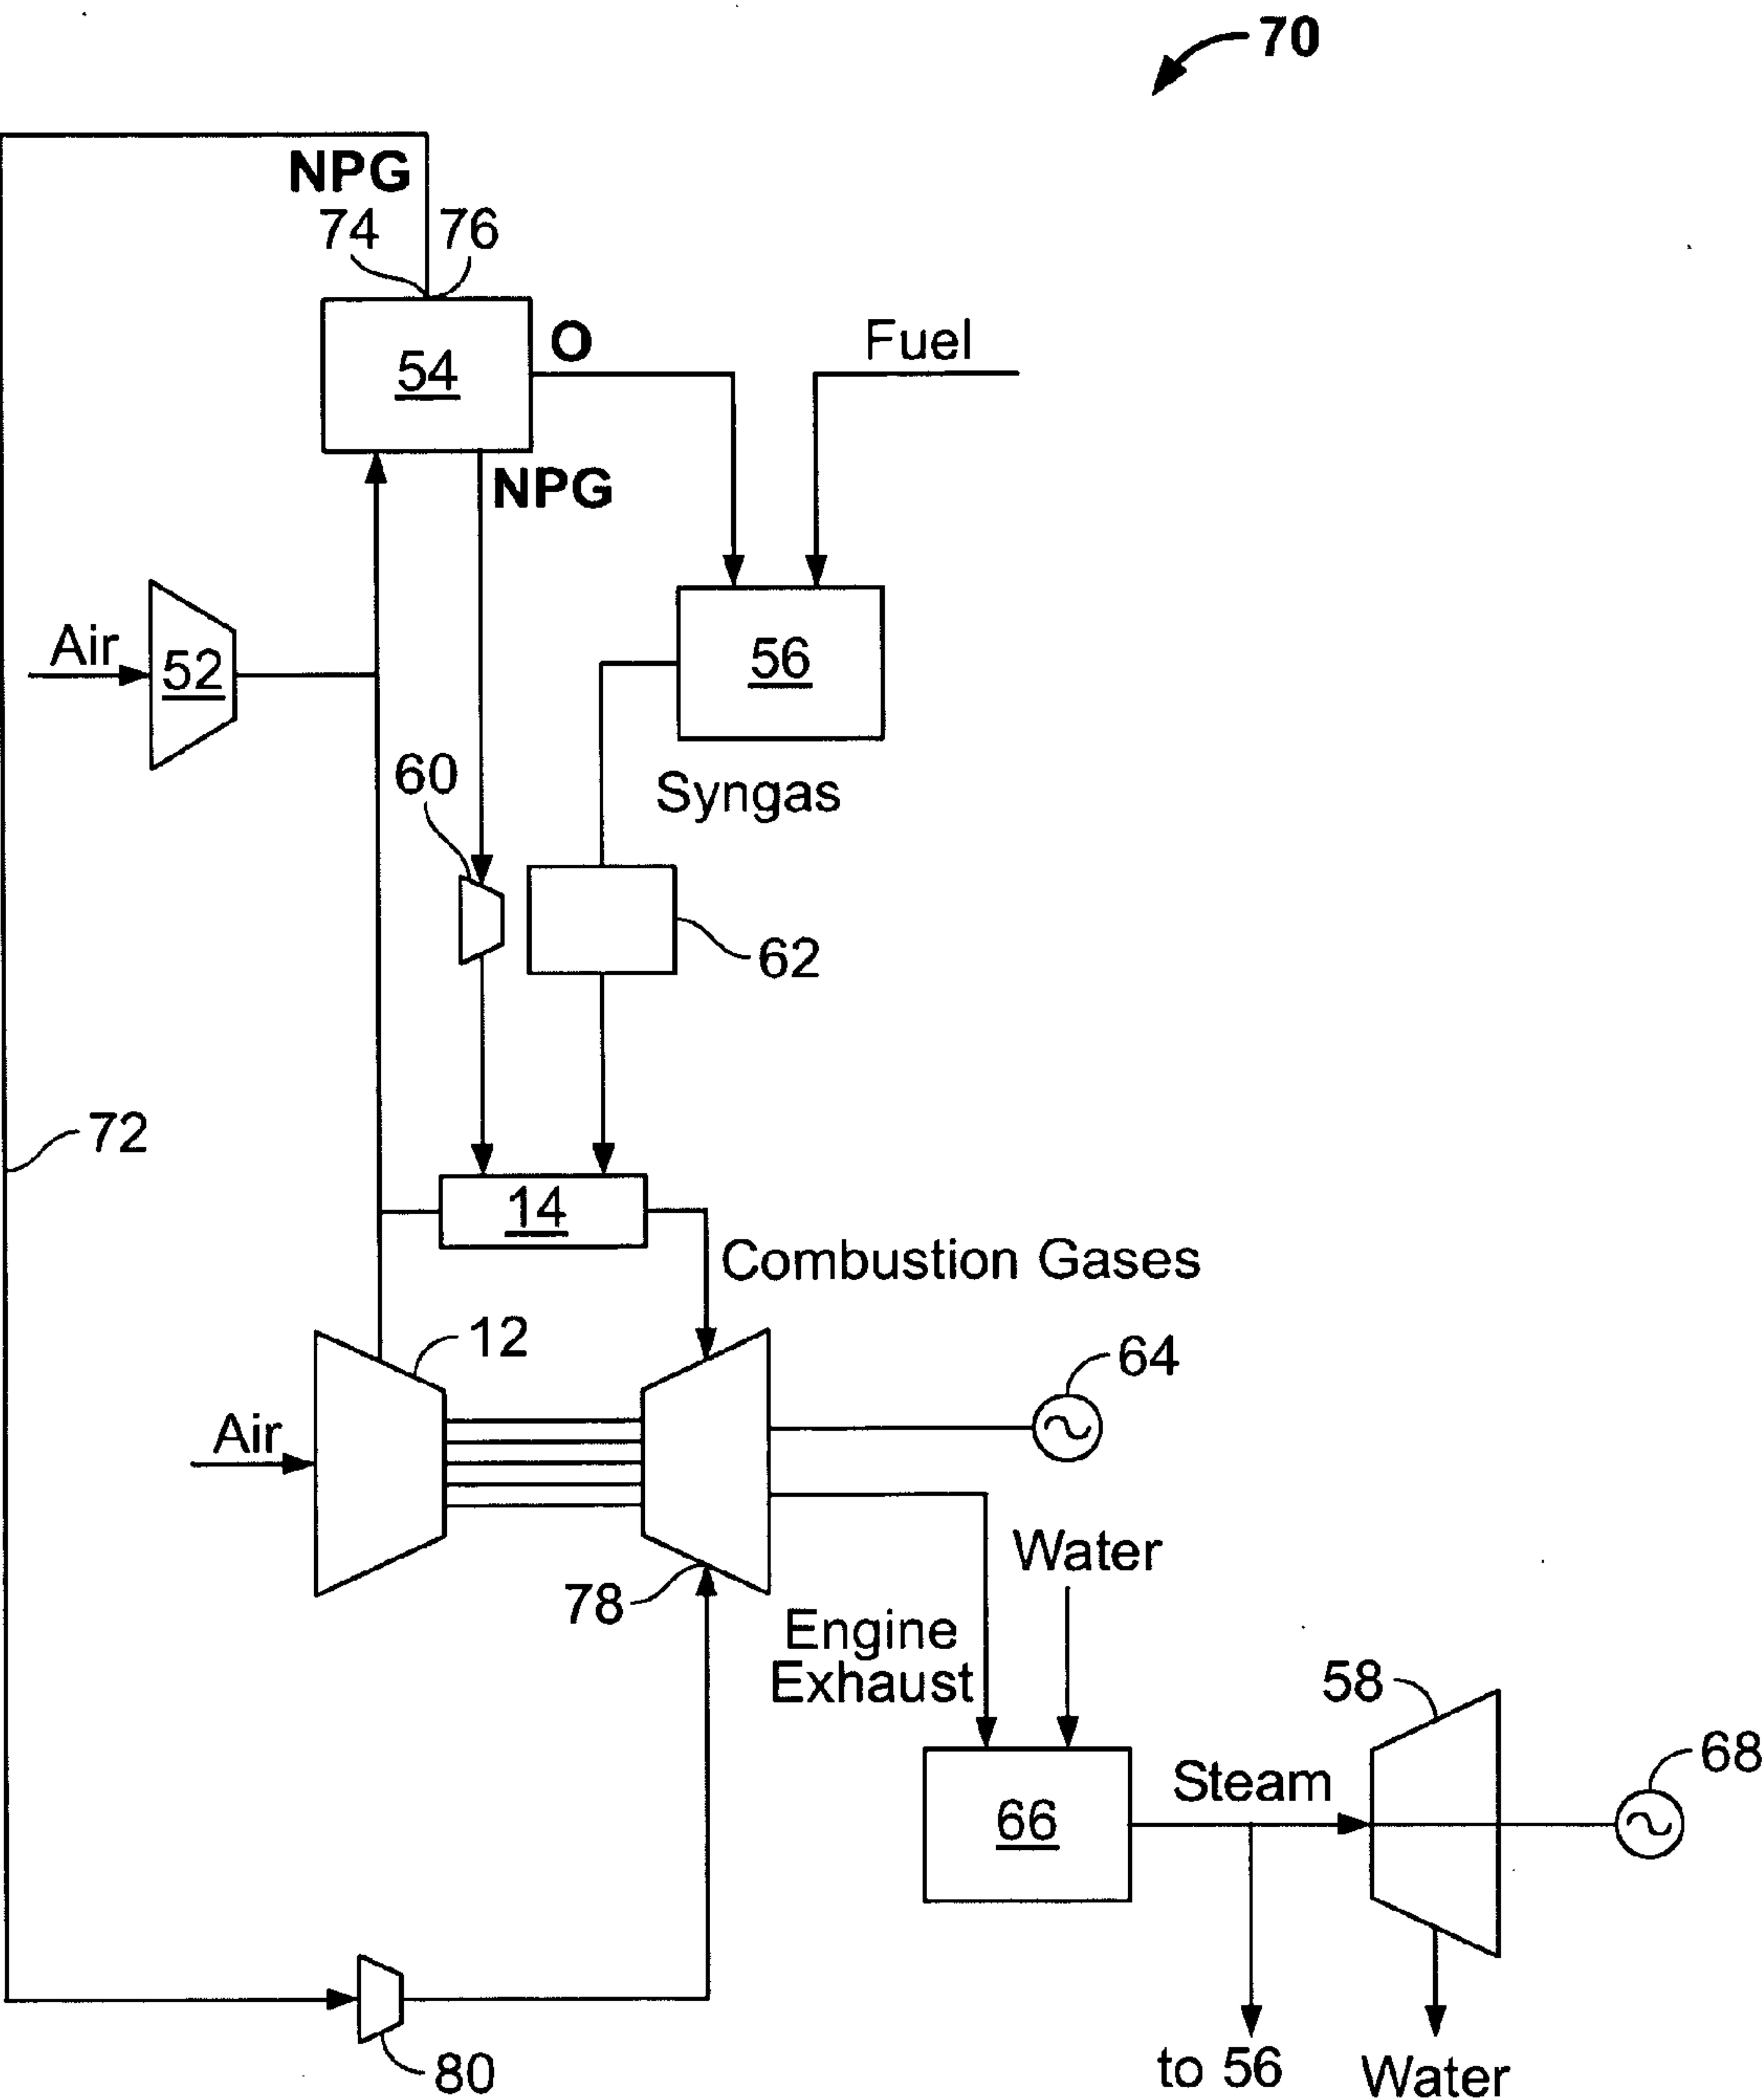 70
NPG
74 76
O
Fuel
54
NPG
Air
52
56
60
Syngas
62
72
14
Combustion Gases
12
64
Air
Water
78
Engine
Exhaust
58
68
Steam
66
80
to 56
Water